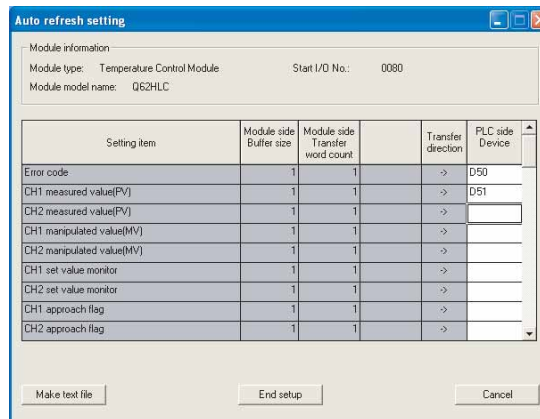 Auto refresh setting
Module information
Module type: Temperature Control Module Start I/O No.: 0080
Module model name: Q62HLC
Setting item Module side Buffer size Module side Transfer word count Transfer direction PLC side Device
Error code 1 1 -> D50
CH1 measured value(PV) 1 1 -> D51
CH2 measured value(PV) 1 1 ->
CH1 manipulated value(MV) 1 1 ->
CH2 manipulated value(MV) 1 1 ->
CH1 set value monitor 1 1 ->
CH2 set value monitor 1 1 ->
CH1 approach flag 1 1 ->
CH2 approach flag 1 1 ->
Make text file End setup Cancel